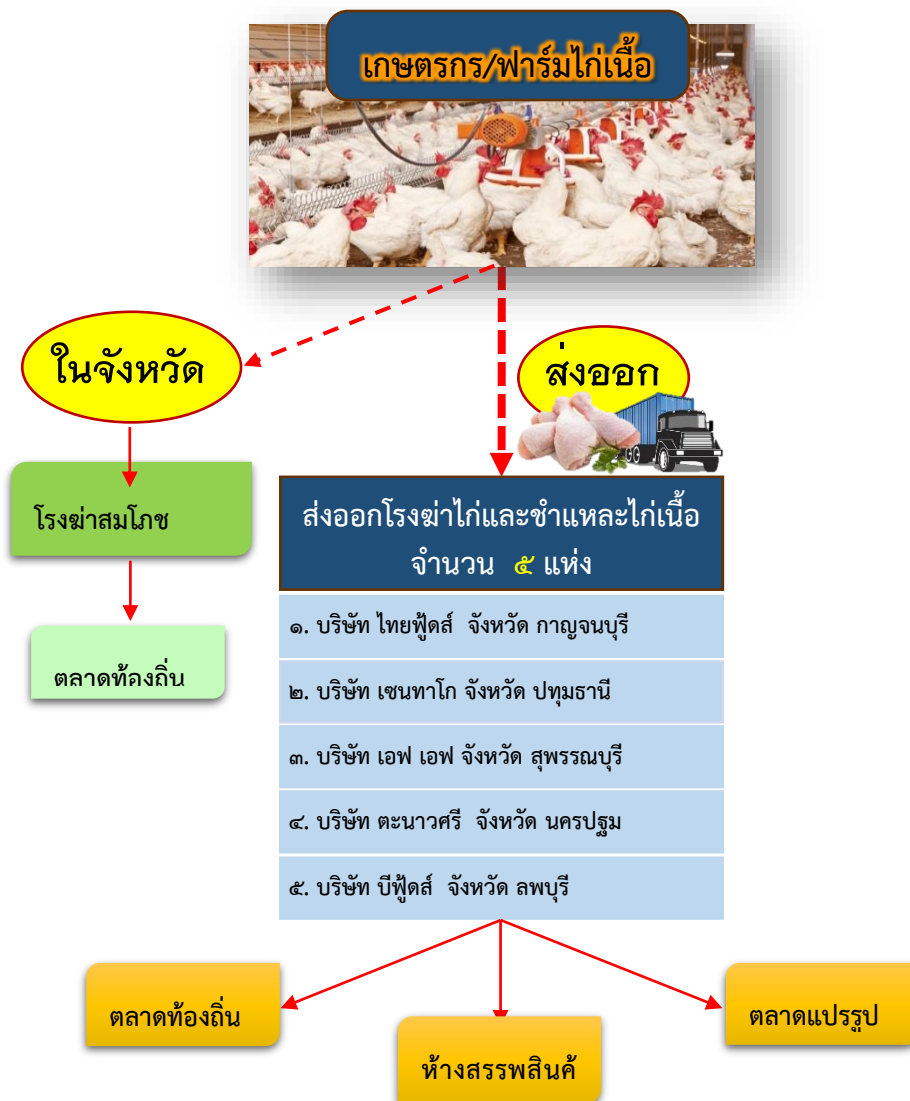 เกษตรกร/ฟาร์มไก่เนื้อ
ในจังหวัด
ส่งออก
โรงฆ่าสมโภช
ตลาดท้องถิ่น
ส่งออกโรงฆ่าไก่และชำแหละไก่เนื้อ
จำนวน ๕ แห่ง
๑. บริษัท ไทยฟู้ดส์ จังหวัด กาญจนบุรี
๒. บริษัท เซนทาโก จังหวัด ปทุมธานี
๓. บริษัท เอฟ เอฟ จังหวัด สุพรรณบุรี
๔. บริษัท ตะนาวศรี จังหวัด นครปฐม
๕. บริษัท บีฟู้ดส์ จังหวัด ลพบุรี
ตลาดท้องถิ่น
ห้างสรรพสินค้
ตลาดแปรรูป